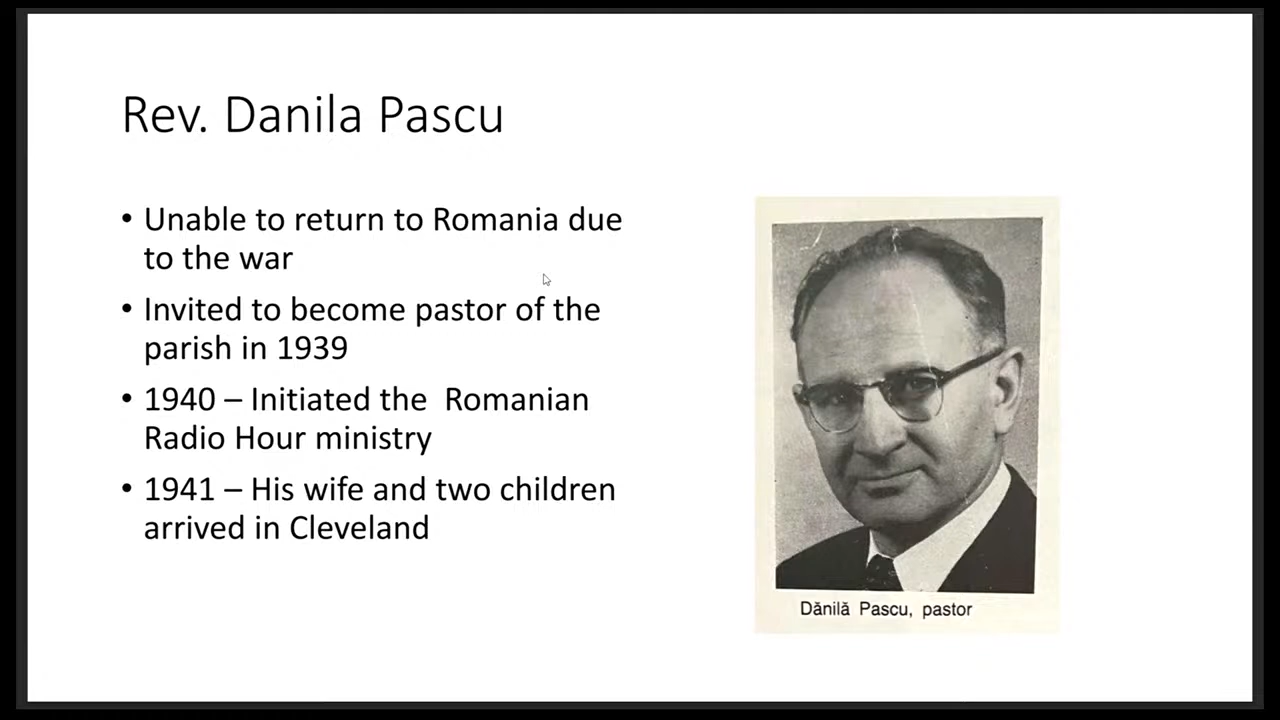 Rev. Danila Pascu
• Unable to return to Romania due
to the war
• Invited to become pastor of the
parish in 1939
• 1940 – Initiated the  Romanian
Radio Hour ministry
• 1941 – His wife and two children
arrived in Cleveland
Dănilă Pascu, pastor